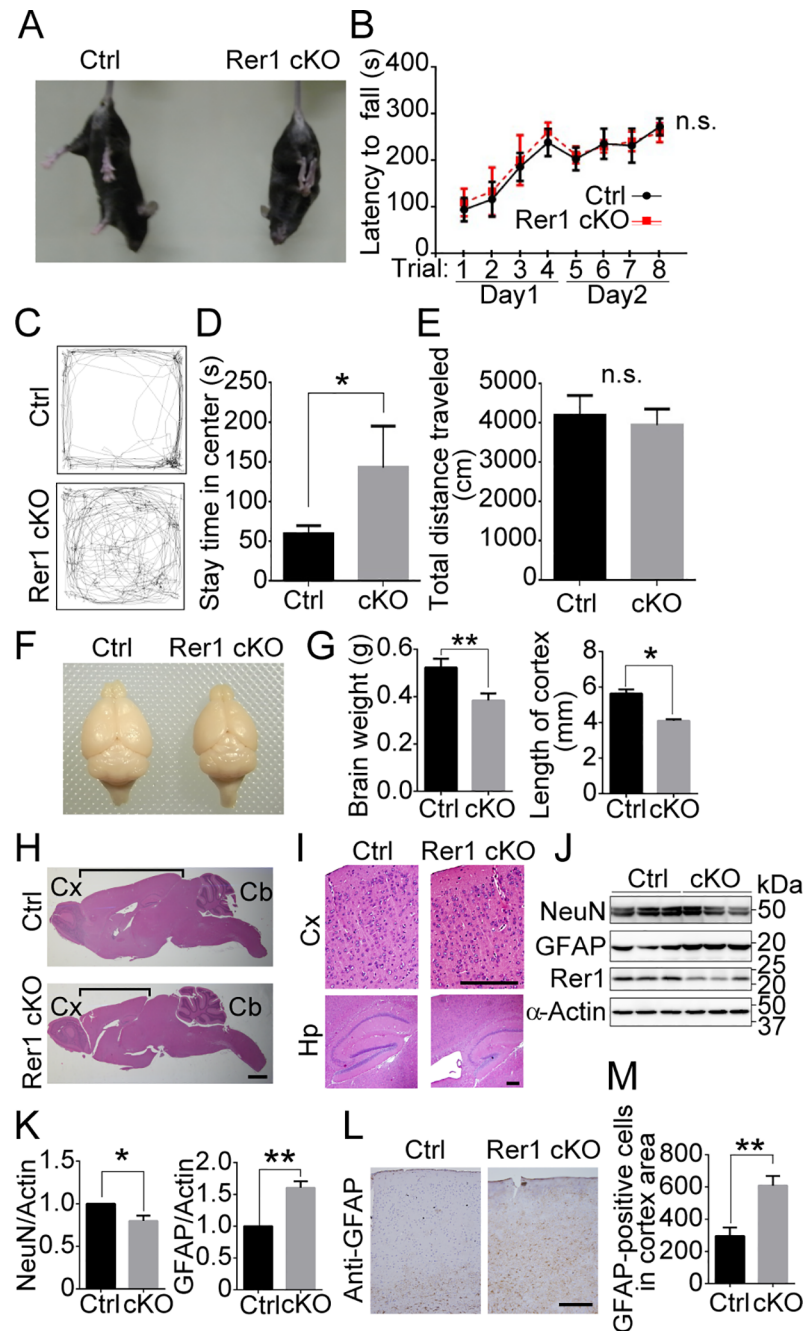 A
Ctrl Rer1 cKO
B
Latency to fall (s)
400
300
200
100
0
n.s.
Ctrl
Rer1 cKO
Trial: 1 2 3 4 5 6 7 8
Day1 Day2
C
Ctrl
Rer1 cKO
D
Stay time in center (s)
250
200
150
100
50
0
*
Ctrl cKO
E
Total distance traveled
(cm)
5000
4000
3000
2000
1000
0
n.s.
Ctrl cKO
F
Ctrl Rer1 cKO
G
Brain weight (g)
0.6
0.4
0.2
0.0
**
Ctrl cKO
Length of cortex
(mm)
8
6
4
2
0
*
Ctrl cKO
H
Ctrl
Cx Cb
Rer1 cKO
Cx Cb
I
Ctrl Rer1 cKO
Cx
Hp
J
Ctrl cKO kDa
NeuN 50
GFAP 20
25
Rer1 20
α-Actin 50
37
K
NeuN/Actin
1.5
1.0
0.5
0.0
*
Ctrl cKO
GFAP/Actin
2.0
1.5
1.0
0.5
0.0
**
Ctrl cKO
L
Ctrl Rer1 cKO
Anti-GFAP
M
GFAP-positive cells
in cortex area
800
600
400
200
0
**
Ctrl cKO